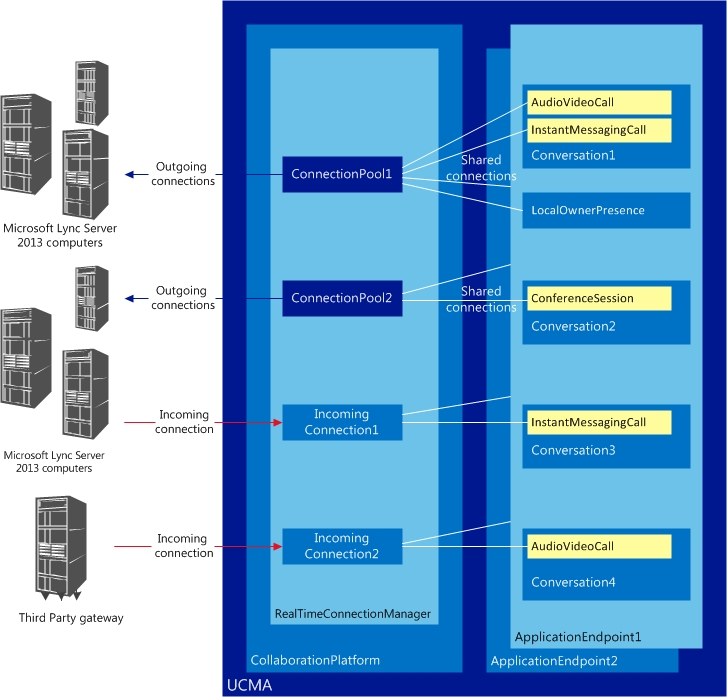 AudioVideoCall
InstantMessagingCall
Conversation1
Outgoing
connections
ConnectionPool1
Shared
connections
LocalOwnerPresence
Microsoft Lync Server
2013 computers
Outgoing
connections
ConnectionPool2
Shared
connections
ConferenceSession
Conversation2
Incoming
connection
Incoming
Connection1
InstantMessagingCall
Conversation3
Microsoft Lync Server
2013 computers
Incoming
connection
Incoming
Connection2
AudioVideoCall
Conversation4
Third Party gateway
RealTimeConnectionManager
ApplicationEndpoint1
CollaborationPlatform
ApplicationEndpoint2
UCMA